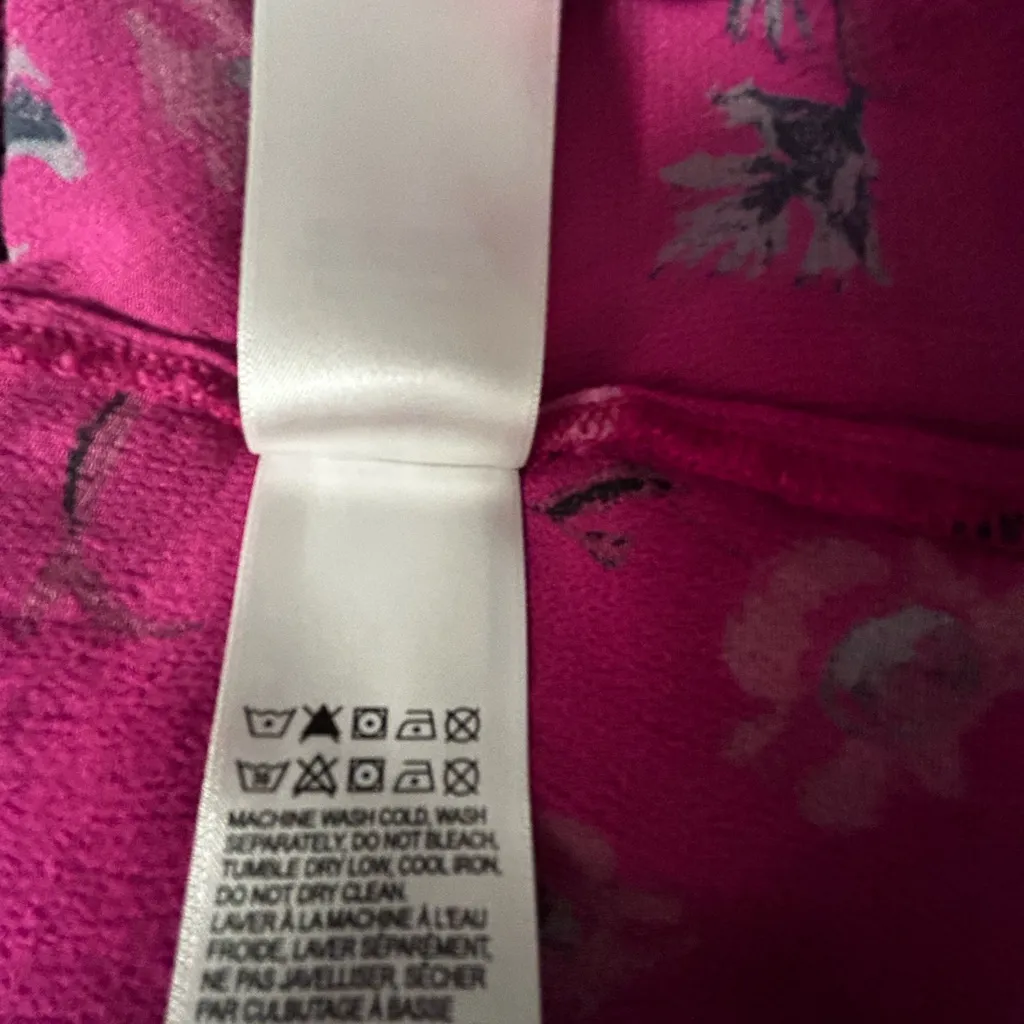 MACHINE WASH COLD, WASH
SEPARATELY, DO NOT BLEACH,
TUMBLE DRY LOW, COOL IRON,
DO NOT DRY CLEAN.
LAVER À LA MACHINE À L'EAU
FROIDE, LAVER SÉPARÉMENT,
NE PAS JAVELLISER, SÉCHER
PAR CULBUTAGE À BASSE